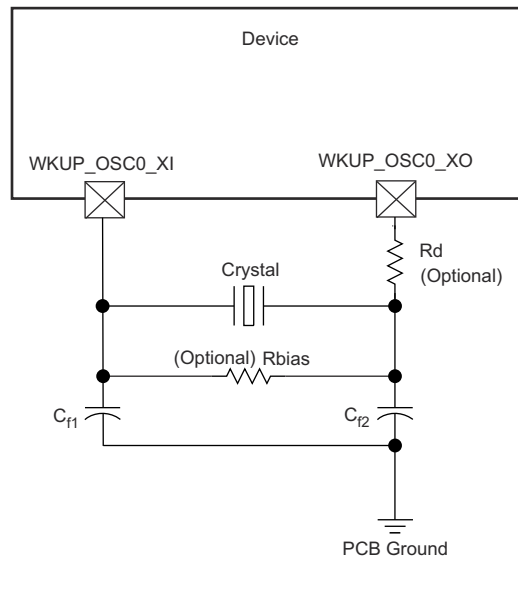 Device
WKUP_OSC0_XI
WKUP_OSC0_XO
Rd
(Optional)
Crystal
(Optional) Rbias
Cf1
Cf2
PCB Ground